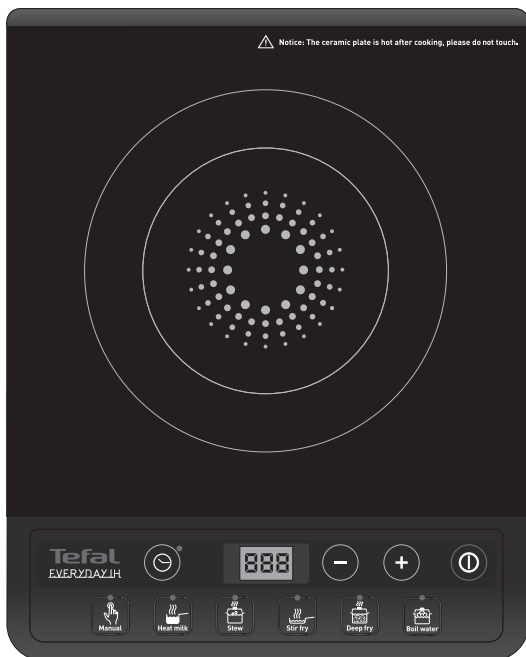 Notice: The ceramic plate is hot after cooking, please do not touch.
Tefal
EVERYDAY IH
888
Manual
Heat milk
Stew
Stir fry
Deep fry
Boil water